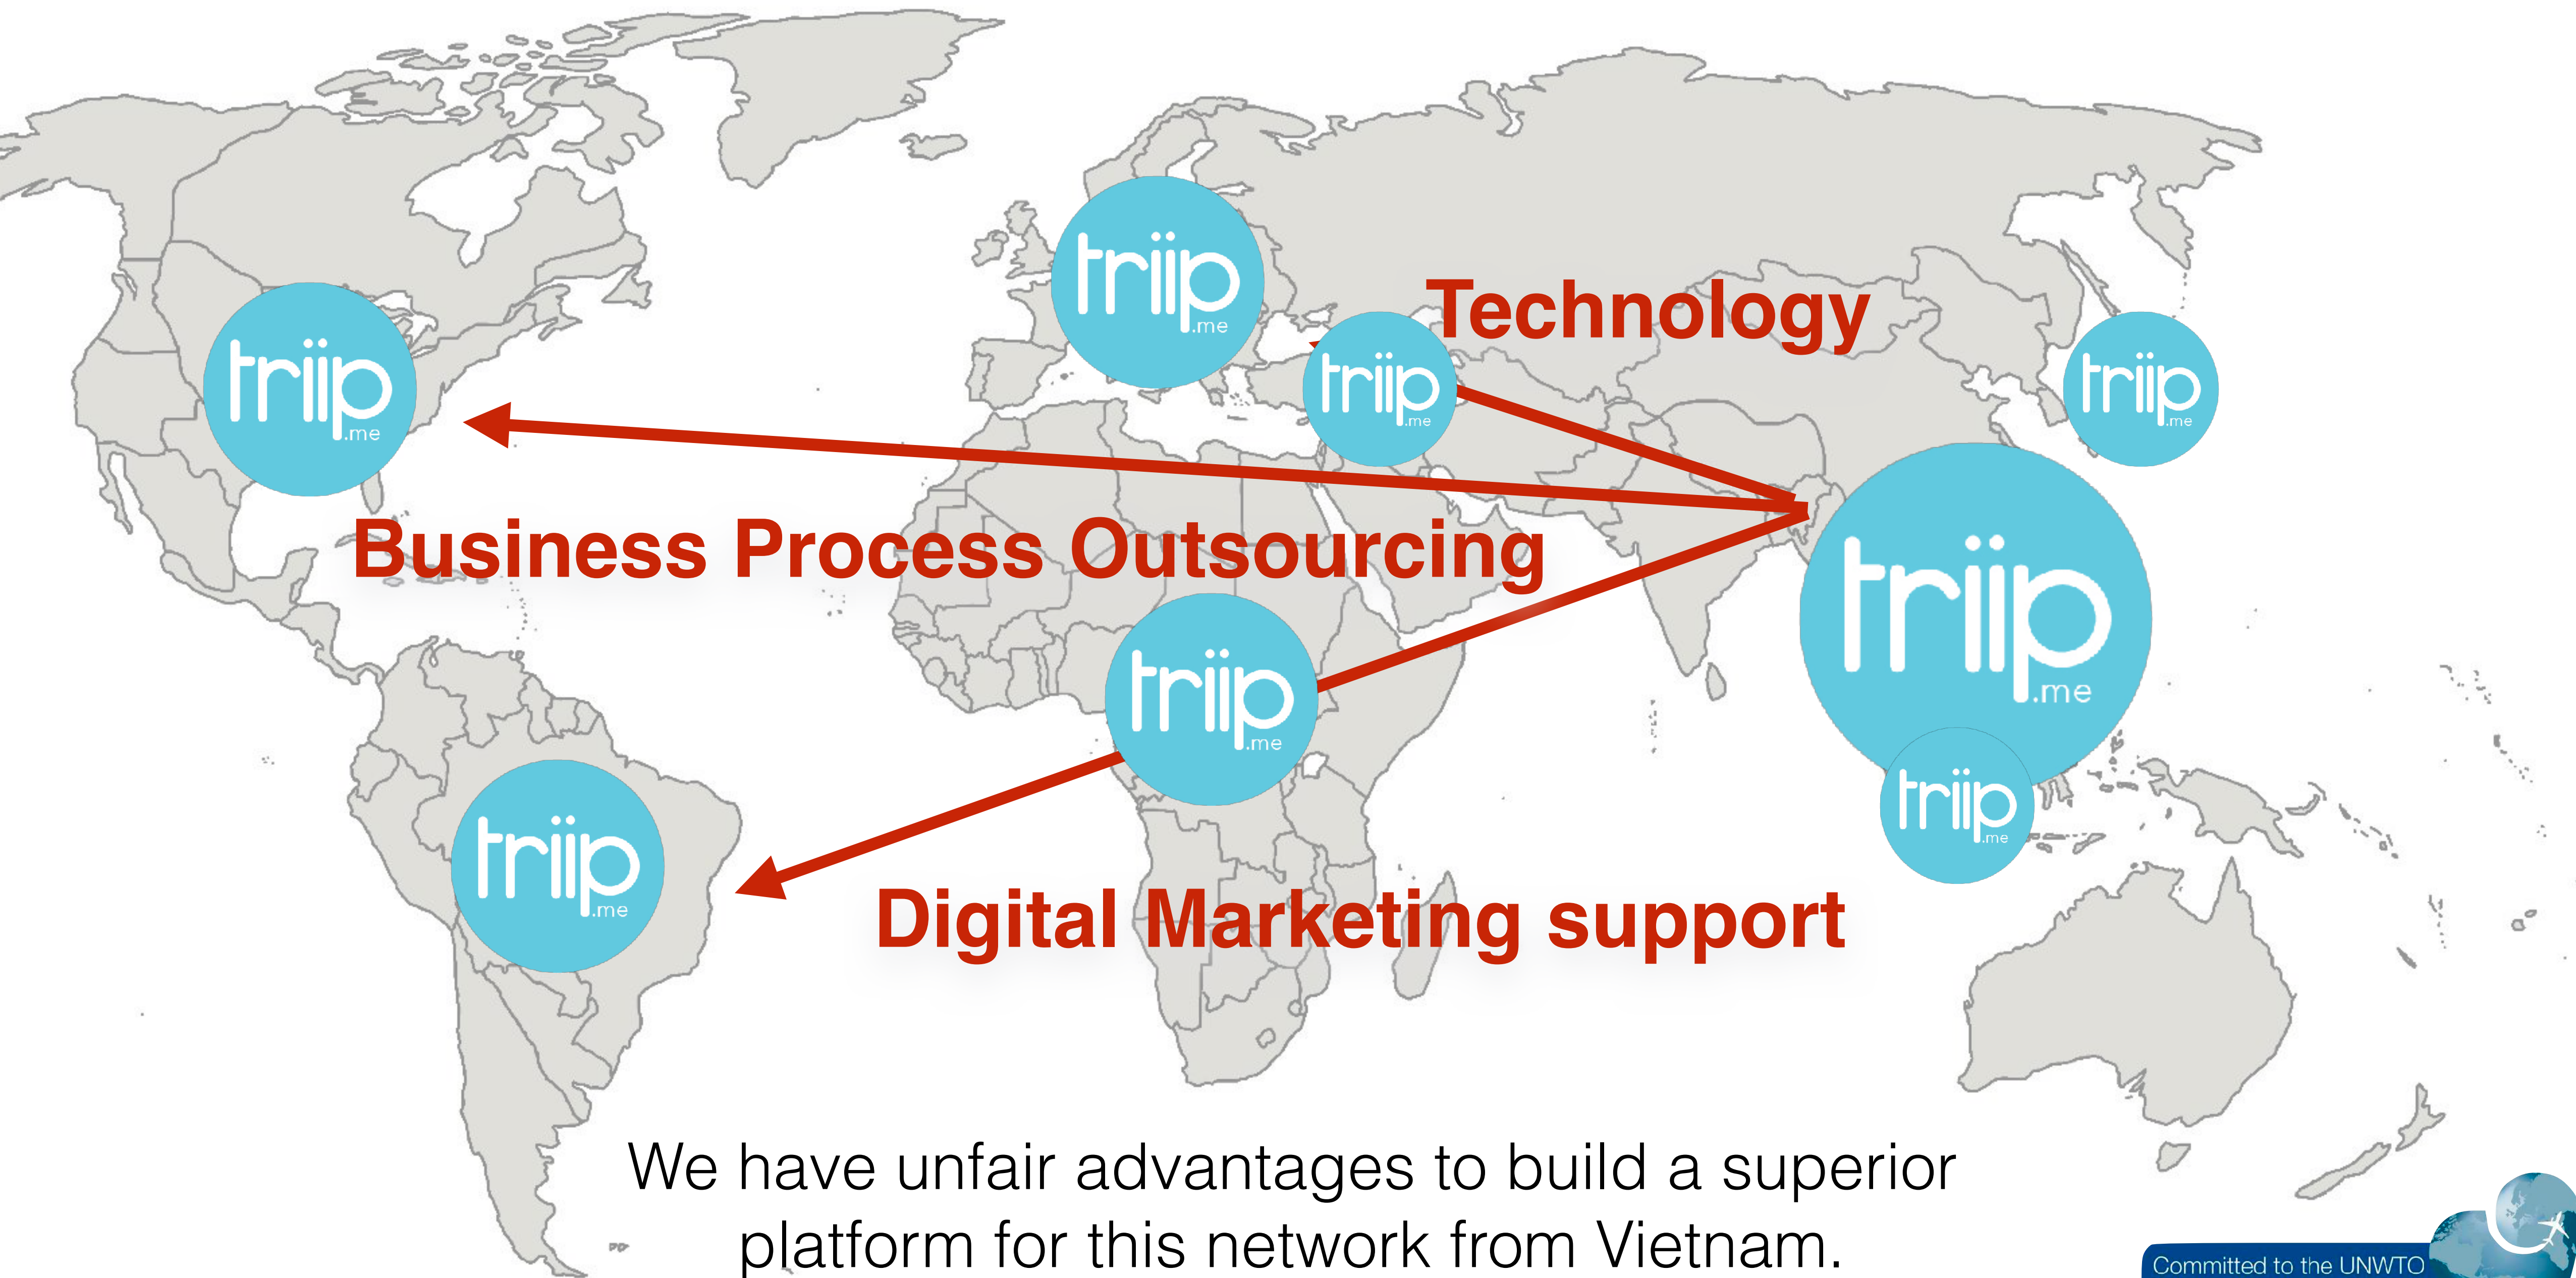 triip
.me
Technology
triip
.me
triip
.me
triip
.me
Business Process Outsourcing
triip
.me
triip
.me
triip
.me
triip
.me
Digital Marketing support
We have unfair advantages to build a superior
platform for this network from Vietnam.
Committed to the UNWTO